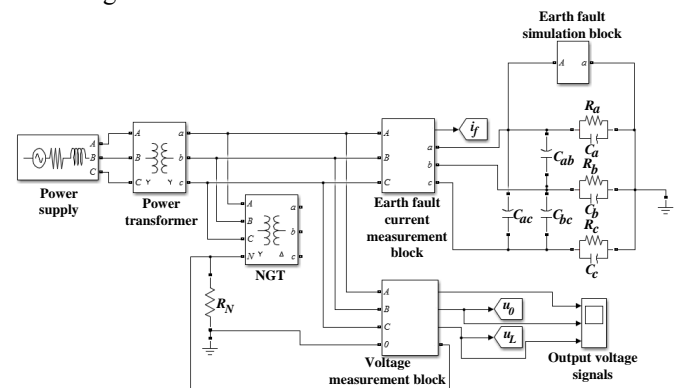 Earth fault
simulation block
A a
R_a
C_a
R_b
C_b
R_c
C_c
C_ab
C_ac
C_bc
i_f
A
B
C
Power
supply
A a
B b
C c
Y Y
Power
transformer
A a
B b
C c
N Y Δ
NGT
R_N
A
B
C
a
b
c
Earth fault
current
measurement
block
A
B
C
0
u_0
u_L
Voltage
measurement block
Output voltage
signals